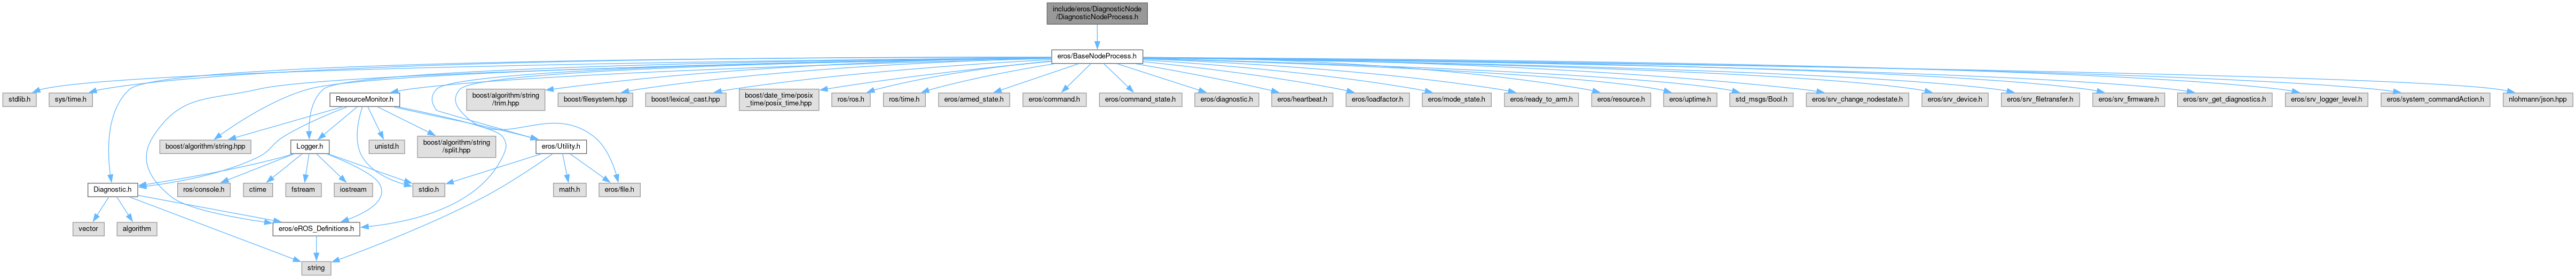 include/eros/DiagnosticNode
/DiagnosticNodeProcess.h
eros/BaseNodeProcess.h
stdlib.h
sys/time.h
ResourceMonitor.h
boost/algorithm/string
/trim.hpp
boost/filesystem.hpp
boost/lexical_cast.hpp
boost/date_time/posix
_time/posix_time.hpp
ros/ros.h
ros/time.h
eros/armed_state.h
eros/command.h
eros/command_state.h
eros/diagnostic.h
eros/heartbeat.h
eros/loadfactor.h
eros/mode_state.h
eros/ready_to_arm.h
eros/resource.h
eros/uptime.h
std_msgs/Bool.h
eros/srv_change_nodestate.h
eros/srv_device.h
eros/srv_filetransfer.h
eros/srv_firmware.h
eros/srv_get_diagnostics.h
eros/srv_logger_level.h
eros/system_commandAction.h
nlohmann/json.hpp
boost/algorithm/string.hpp
Logger.h
unistd.h
boost/algorithm/string
/split.hpp
eros/Utility.h
Diagnostic.h
ros/console.h
ctime
fstream
iostream
stdio.h
math.h
eros/file.h
vector
algorithm
eros/eROS_Definitions.h
string